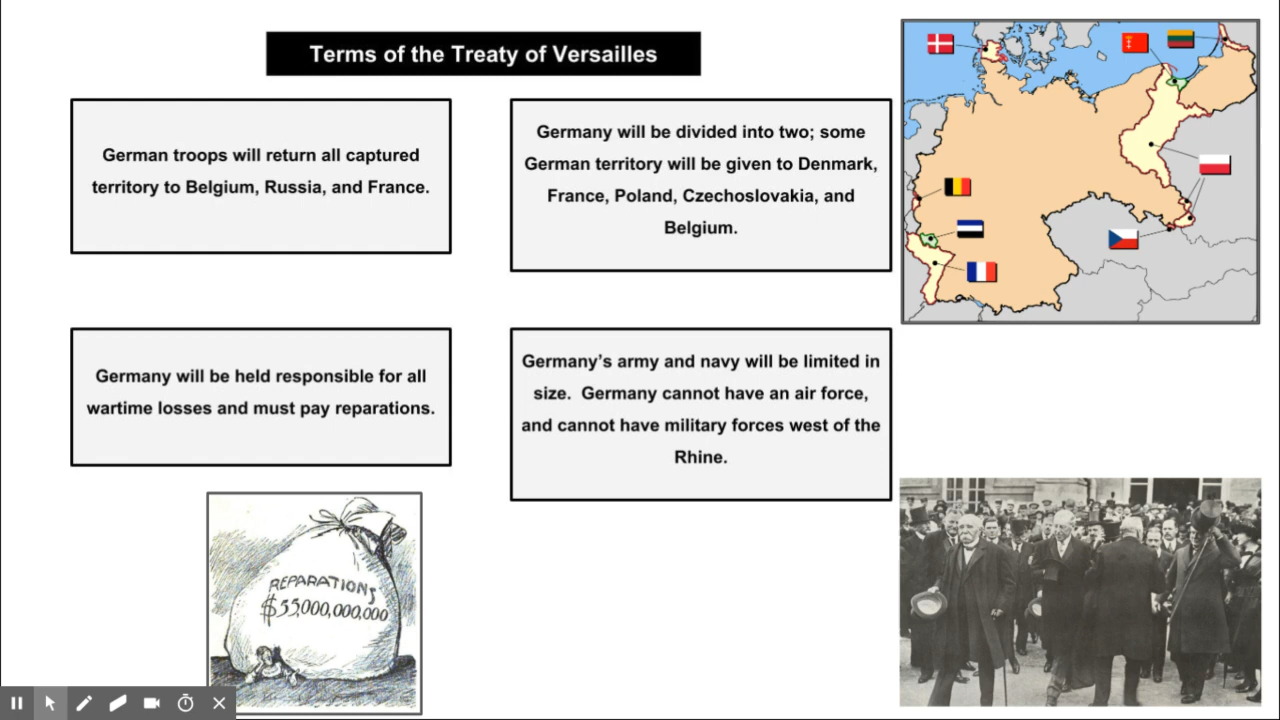 Terms of the Treaty of Versailles
German troops will return all captured
territory to Belgium, Russia, and France.
Germany will be divided into two; some
German territory will be given to Denmark,
France, Poland, Czechoslovakia, and
Belgium.
Germany will be held responsible for all
wartime losses and must pay reparations.
Germany’s army and navy will be limited in
size.  Germany cannot have an air force,
and cannot have military forces west of the
Rhine.
REPARATIONS
$55,000,000,000